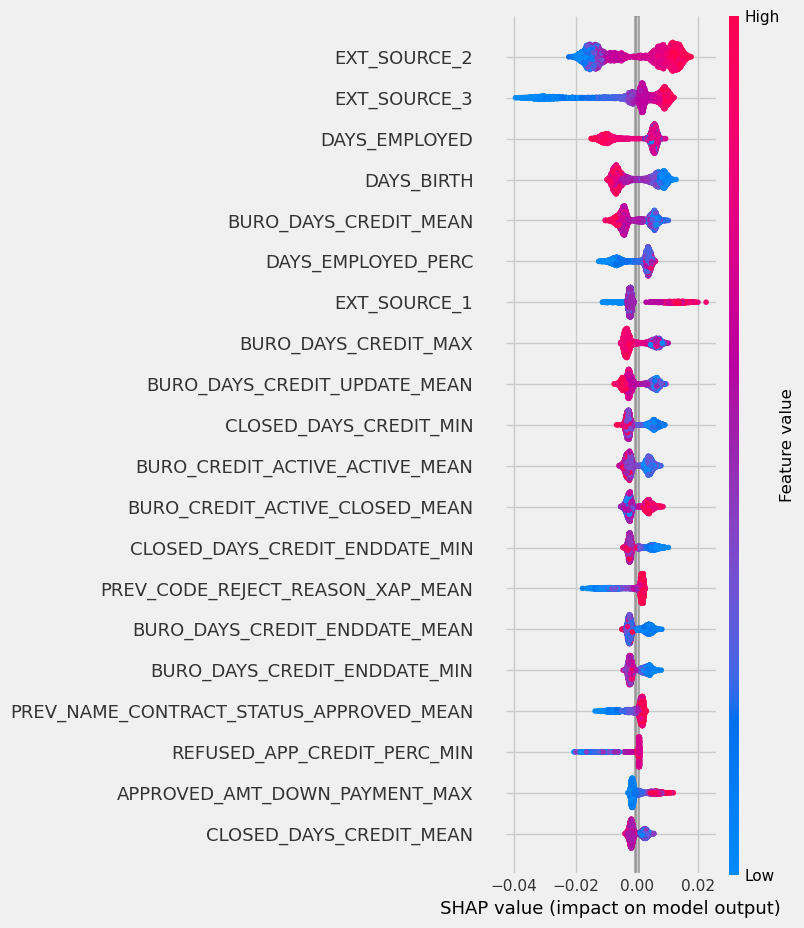 High
EXT_SOURCE_2
EXT_SOURCE_3
DAYS_EMPLOYED
DAYS_BIRTH
BURO_DAYS_CREDIT_MEAN
DAYS_EMPLOYED_PERC
EXT_SOURCE_1
BURO_DAYS_CREDIT_MAX
BURO_DAYS_CREDIT_UPDATE_MEAN
CLOSED_DAYS_CREDIT_MIN
BURO_CREDIT_ACTIVE_ACTIVE_MEAN
BURO_CREDIT_ACTIVE_CLOSED_MEAN
CLOSED_DAYS_CREDIT_ENDDATE_MIN
PREV_CODE_REJECT_REASON_XAP_MEAN
BURO_DAYS_CREDIT_ENDDATE_MEAN
BURO_DAYS_CREDIT_ENDDATE_MIN
PREV_NAME_CONTRACT_STATUS_APPROVED_MEAN
REFUSED_APP_CREDIT_PERC_MIN
APPROVED_AMT_DOWN_PAYMENT_MAX
CLOSED_DAYS_CREDIT_MEAN
Feature value
Low
−0.04 −0.02 0.00 0.02
SHAP value (impact on model output)